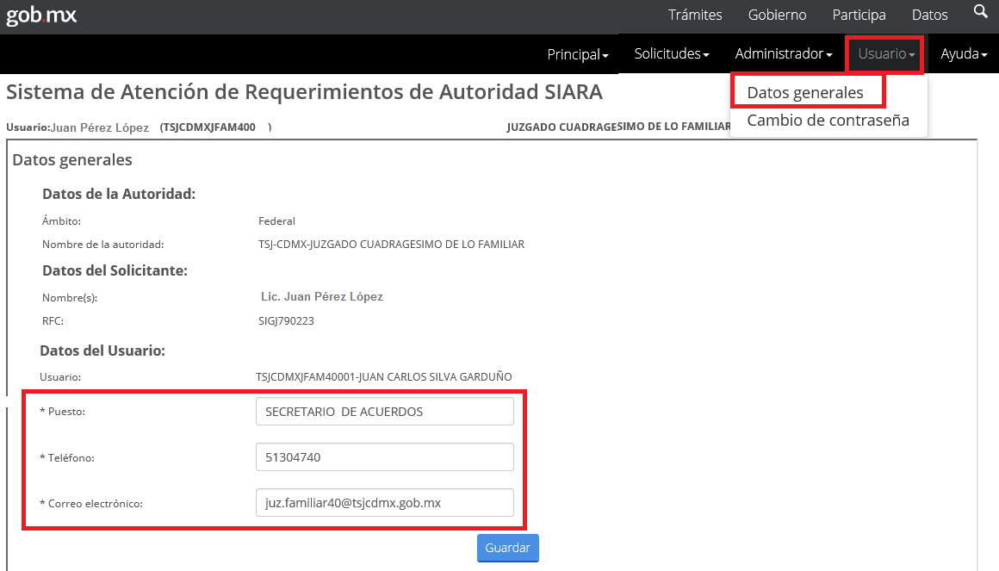 gob.mx
Trámites Gobierno Participa Datos
Principal Solicitudes Administrador Usuario Ayuda
Datos generales
Cambio de contraseña
Sistema de Atención de Requerimientos de Autoridad SIARA
Usuario:Juan Pérez López (TSJCDMXJFAM400 ) JUZGADO CUADRAGESIMO DE LO FAMILIAR
Datos generales
Datos de la Autoridad:
Ámbito: Federal
Nombre de la autoridad: TSJ-CDMX-JUZGADO CUADRAGESIMO DE LO FAMILIAR
Datos del Solicitante:
Nombre(s): Lic. Juan Pérez López
RFC: SIGJ790223
Datos del Usuario:
Usuario: TSJCDMXJFAM40001-JUAN CARLOS SILVA GARDUÑO
* Puesto: SECRETARIO DE ACUERDOS
* Teléfono: 51304740
* Correo electrónico: juz.familiar40@tsjcdmx.gob.mx
Guardar